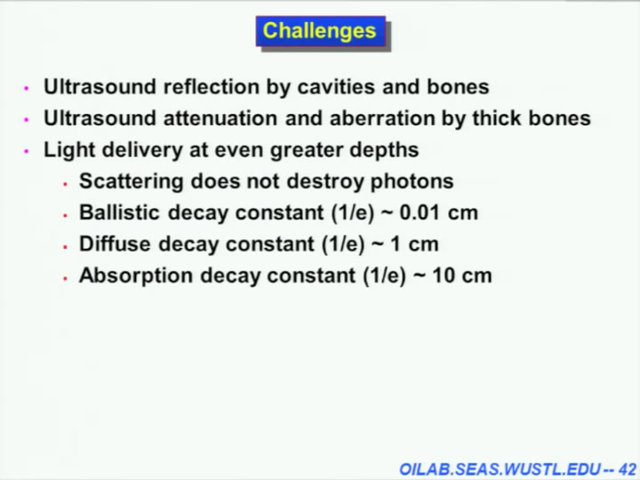 Challenges
• Ultrasound reflection by cavities and bones
• Ultrasound attenuation and aberration by thick bones
• Light delivery at even greater depths
• Scattering does not destroy photons
• Ballistic decay constant (1/e) ~ 0.01 cm
• Diffuse decay constant (1/e) ~ 1 cm
• Absorption decay constant (1/e) ~ 10 cm
OILAB.SEAS.WUSTL.EDU -- 42